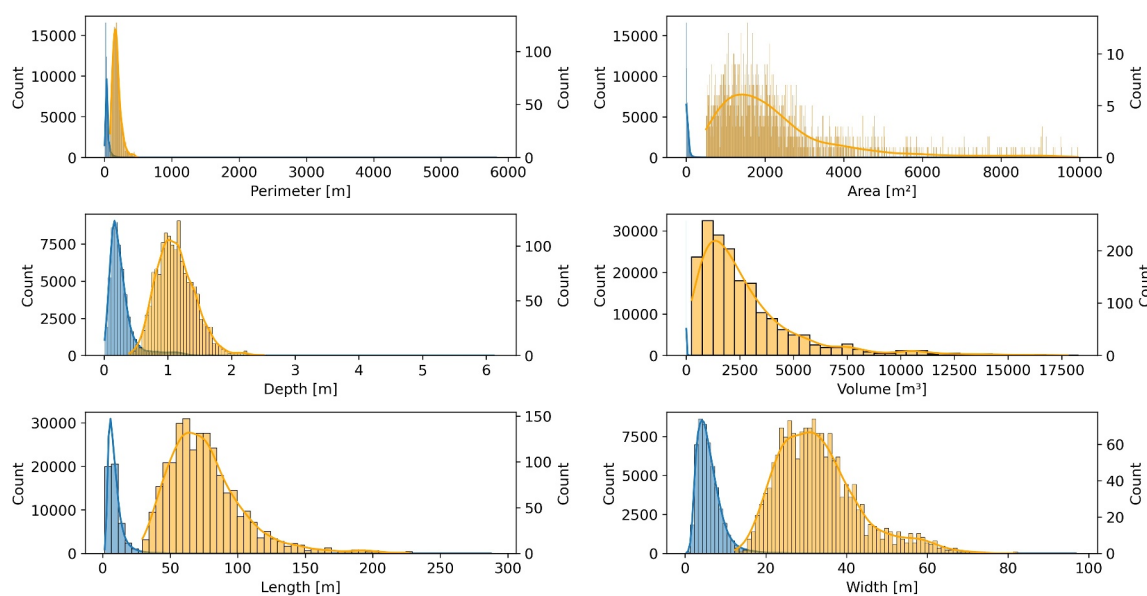 15000
10000
5000
0
Count
100
50
0
Count
0 1000 2000 3000 4000 5000 6000
Perimeter [m]
15000
10000
5000
0
Count
10
5
0
Count
0 2000 4000 6000 8000 10000
Area [m²]
7500
5000
2500
0
Count
100
50
0
Count
0 1 2 3 4 5 6
Depth [m]
30000
20000
10000
0
Count
200
100
0
Count
0 2500 5000 7500 10000 12500 15000 17500
Volume [m³]
30000
20000
10000
0
Count
150
100
50
0
Count
0 50 100 150 200 250 300
Length [m]
7500
5000
2500
0
Count
60
40
20
0
Count
0 20 40 60 80 100
Width [m]